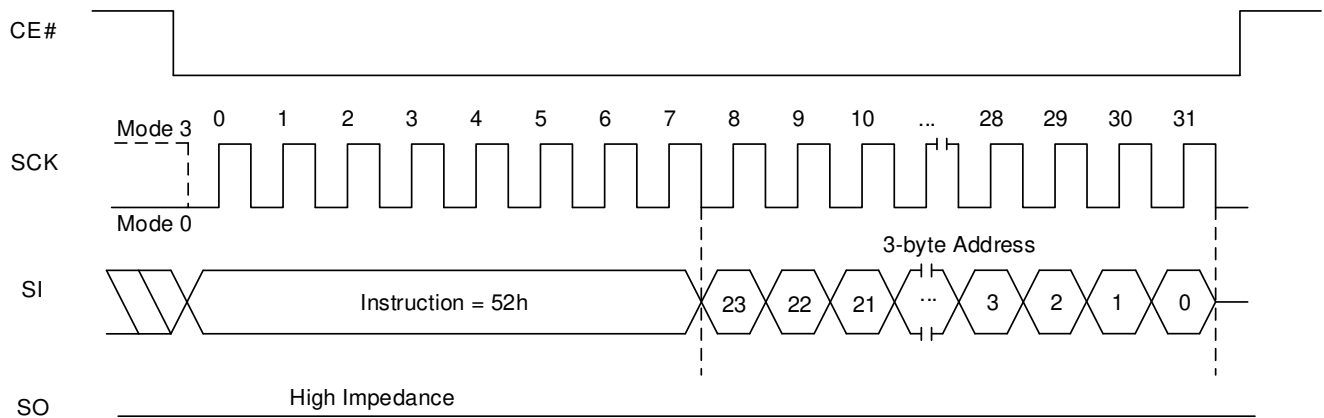 CE#
0 1 2 3 4 5 6 7 8 9 10 ... 28 29 30 31
Mode 3
SCK
Mode 0
3-byte Address
SI
Instruction = 52h 23 22 21 ... 3 2 1 0
High Impedance
SO